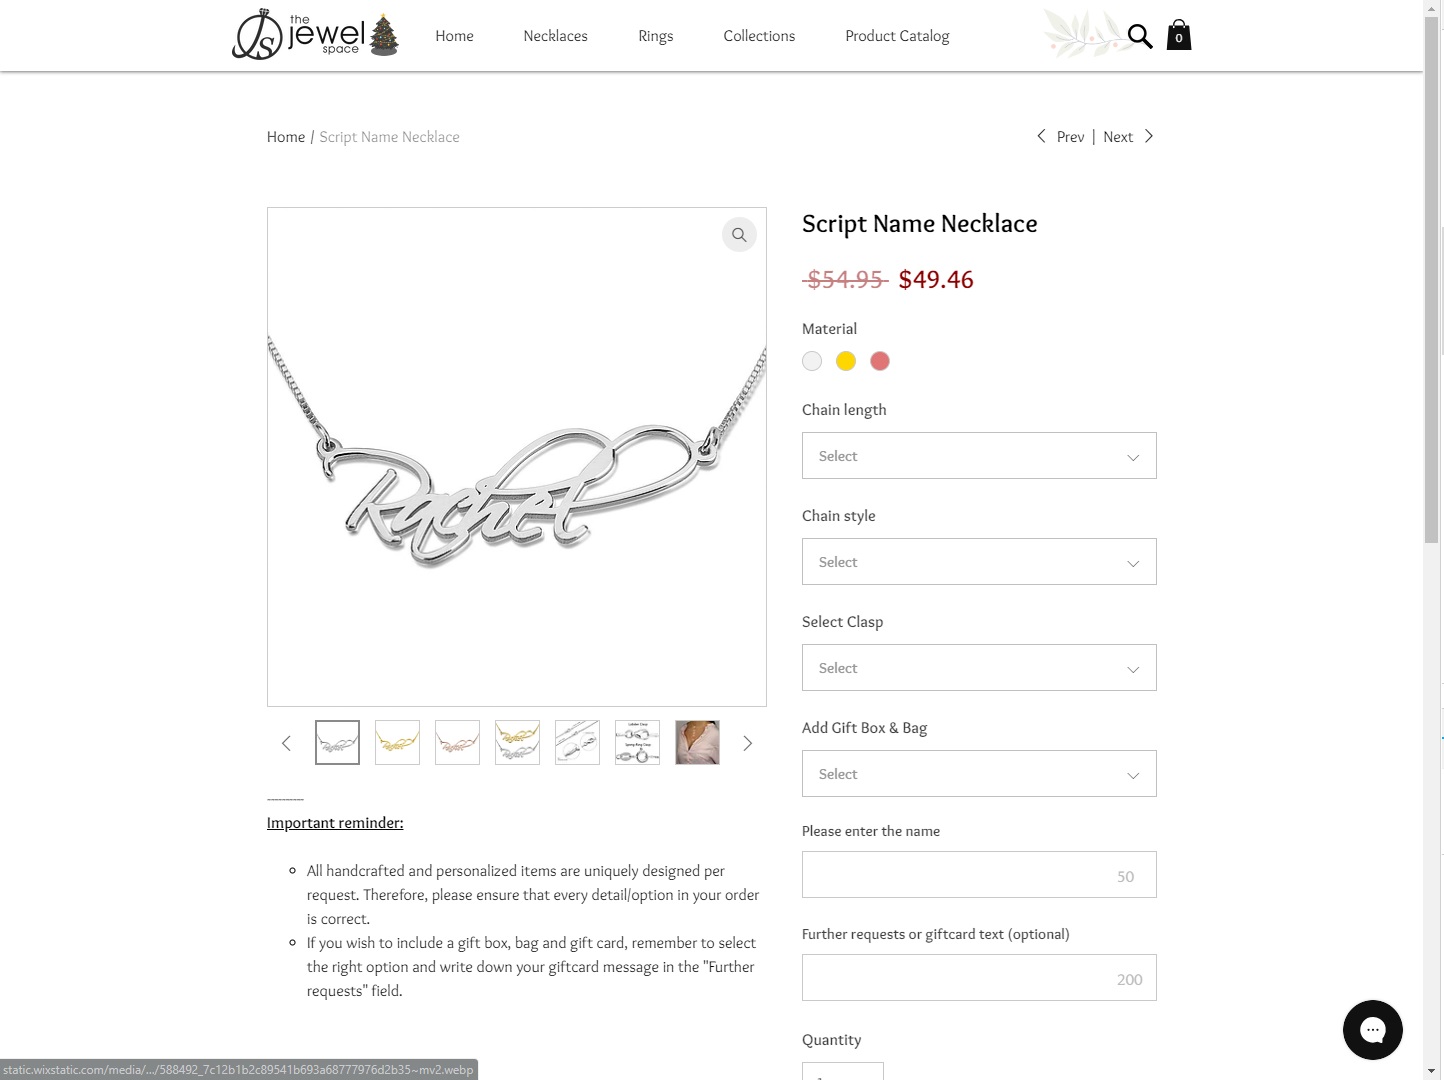 the
jewel
space
Home
Necklaces
Rings
Collections
Product Catalog
0
Home / Script Name Necklace
Prev | Next
Script Name Necklace
$54.95 $49.46
Material
Chain length
Select
Chain style
Select
Select Clasp
Select
Add Gift Box & Bag
Select
Please enter the name
50
Further requests or giftcard text (optional)
200
Quantity
Rachel
Lobster Clasp
Spring Ring Clasp
----------
Important reminder:
All handcrafted and personalized items are uniquely designed per
request. Therefore, please ensure that every detail/option in your order
is correct.
If you wish to include a gift box, bag and gift card, remember to select
the right option and write down your giftcard message in the "Further
requests" field.
static.wixstatic.com/media/.../588492_7c12b1b2c89541b693a68777976d2b35~mv2.webp